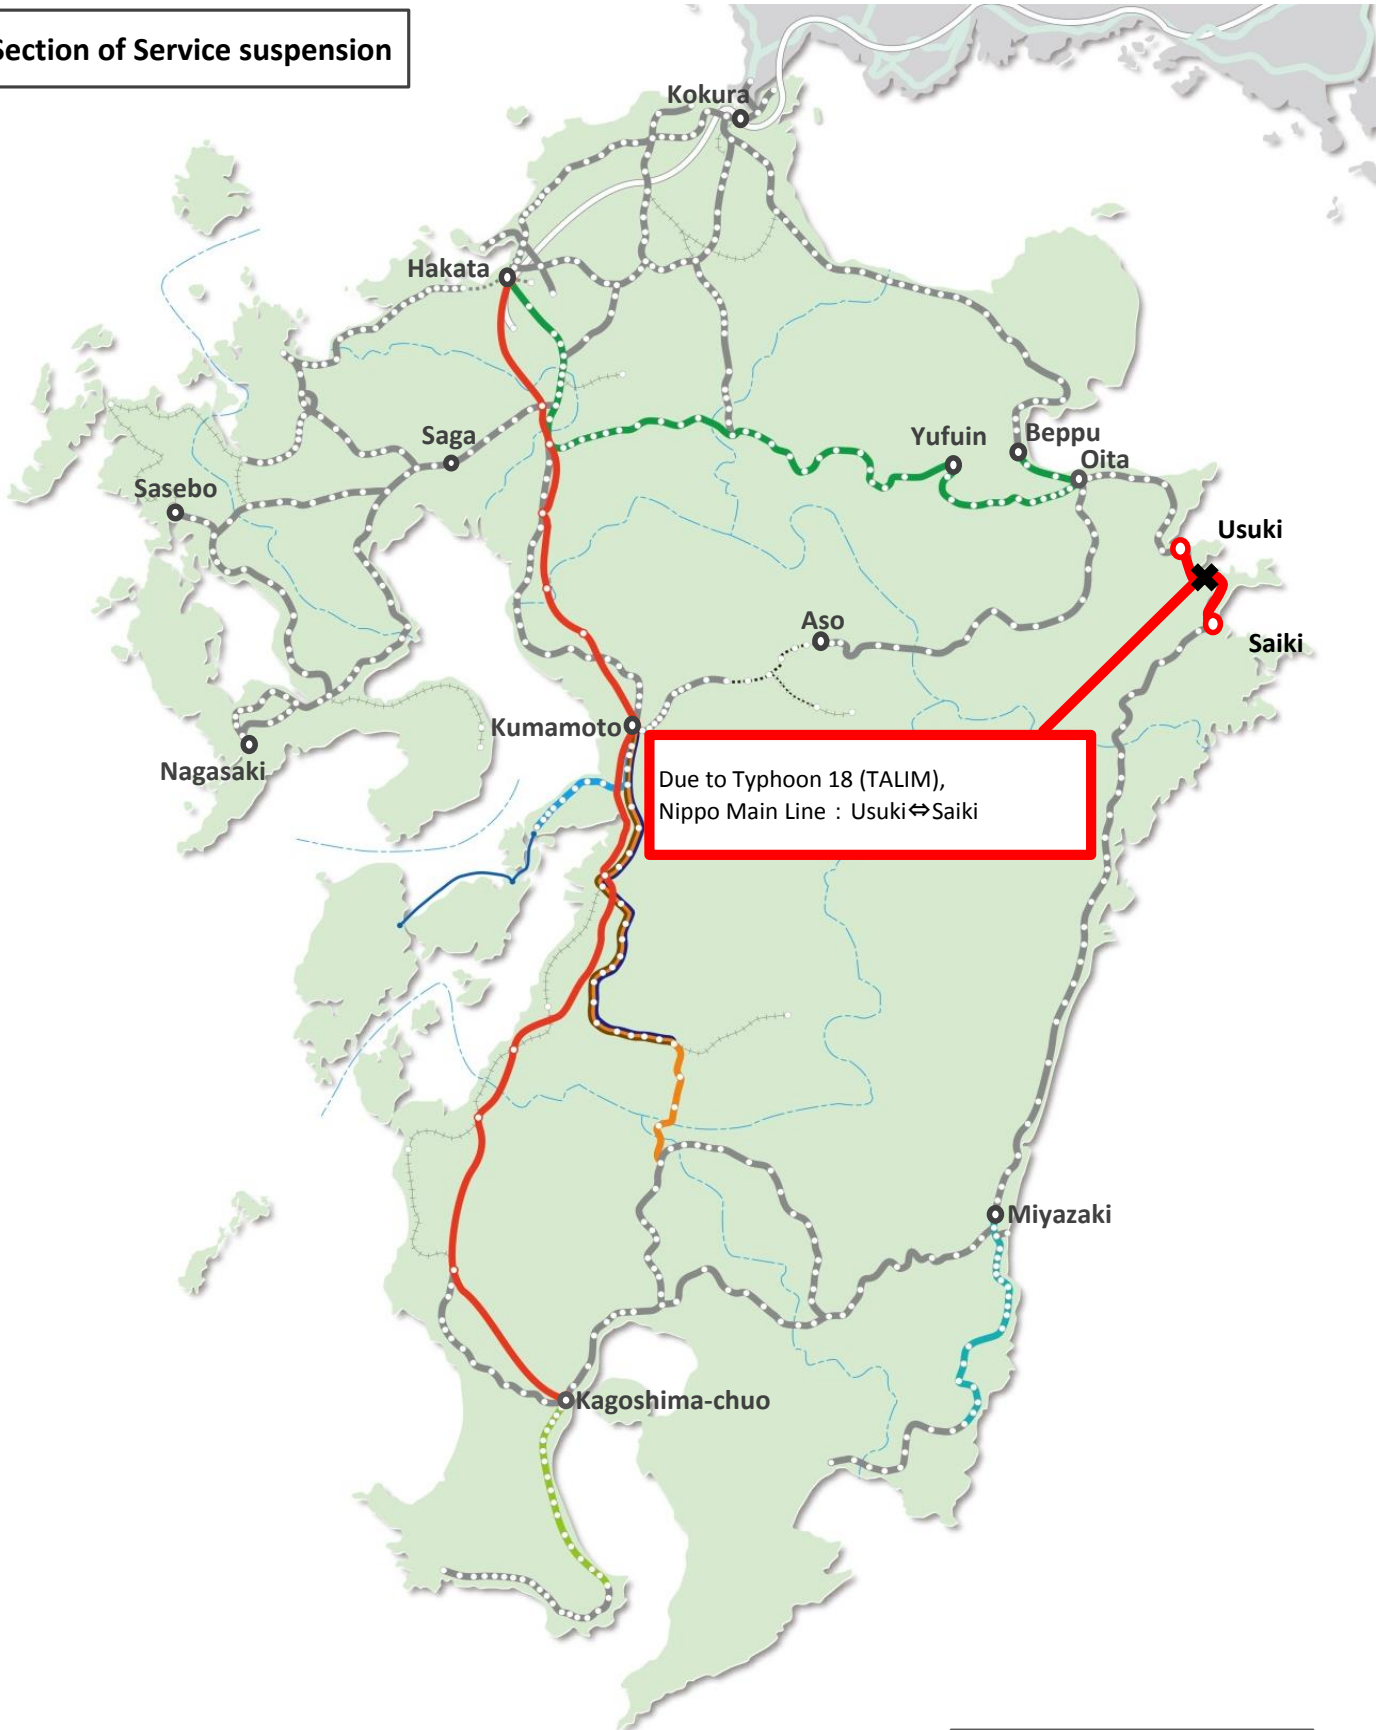 Section of Service suspension
Kokura
Hakata
Saga
Sasebo
Yufuin
Beppu
Oita
Usuki
Saiki
Aso
Kumamoto
Nagasaki
Due to Typhoon 18 (TALIM),
Nippo Main Line : Usuki⇔Saiki
Miyazaki
Kagoshima-chuo